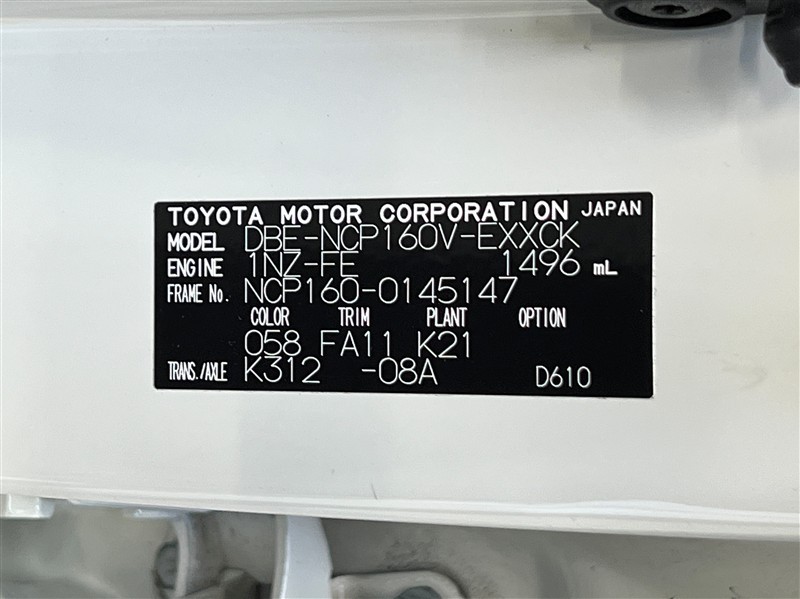 TOYOTA MOTOR CORPORATION JAPAN
MODEL DBE-NCP160V-EXXCK
ENGINE 1NZ-FE 1496 mL
FRAME No. NCP160-0145147
COLOR TRIM PLANT OPTION
058 FA11 K21
TRANS./AXLE K312 -08A D610